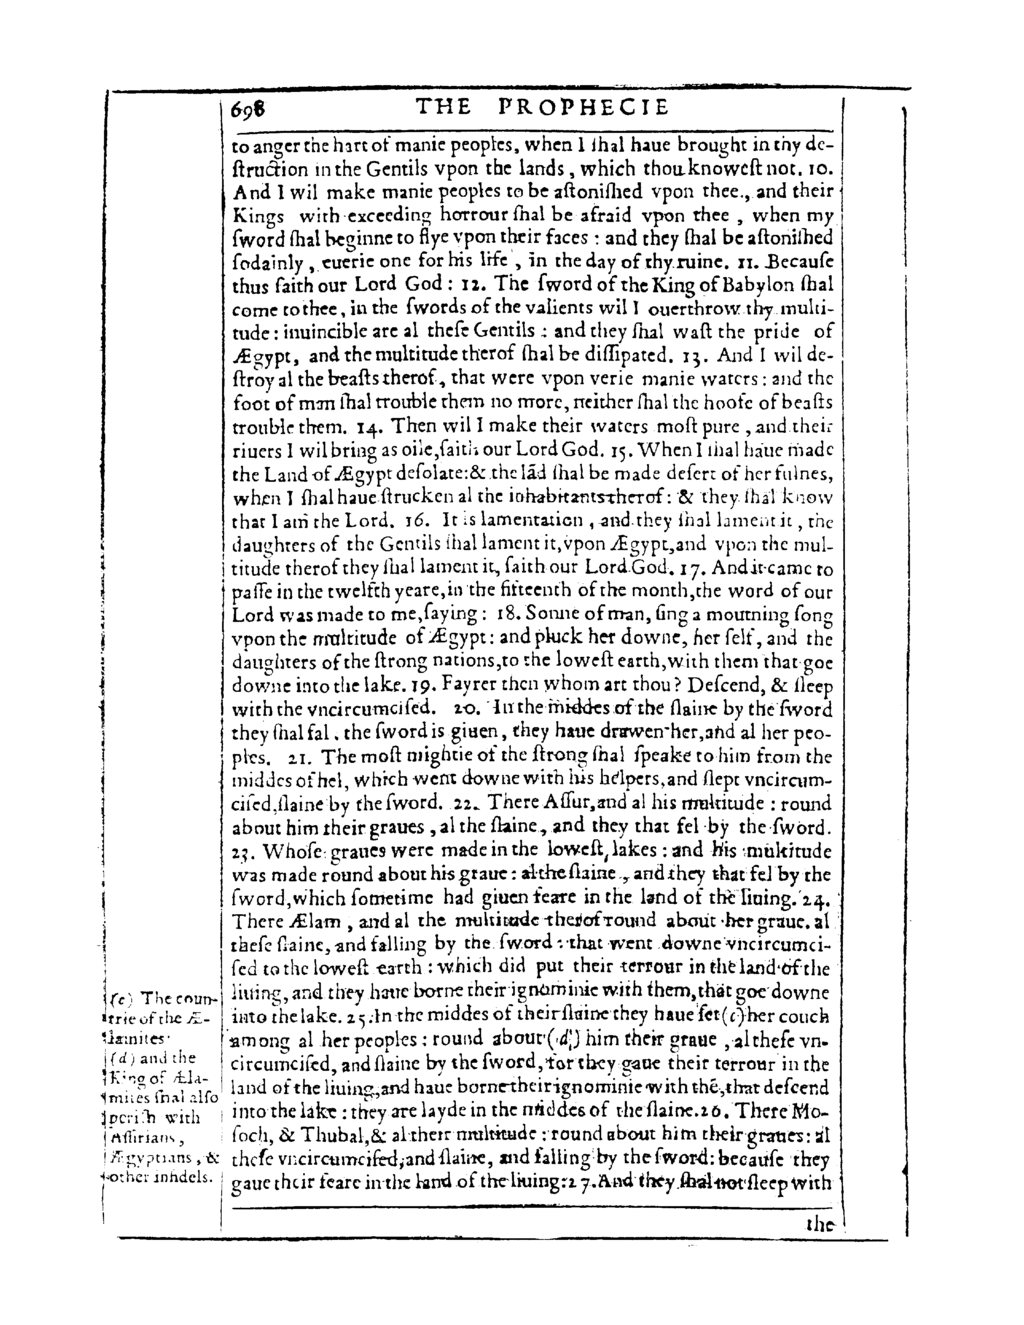 698 THE PROPHECIE
to anger the hart of manie peoples, when I ſhal haue brought in thy de-
ſtruction in the Gentils vpon the lands, which thou knoweſt not. 10.
And I wil make manie peoples to be aſtoniſhed vpon thee, and their
Kings with exceeding horrour ſhal be afraid vpon thee, when my
ſword ſhal beginne to flye vpon their faces: and they ſhal be aſtoniſhed
ſodainly, euerie one for his life, in the day of thy ruine. 11. Becauſe
thus ſaith our Lord God: 12. The ſword of the King of Babylon ſhal
come to thee, in the ſwords of the valients wil I ouerthrow thy multi-
tude: inuincible are al theſe Gentils: and they ſhal waſt the pride of
Ægypt, and the multitude therof ſhal be diſſipated. 13. And I wil de-
ſtroy al the beaſts therof, that were vpon verie manie waters: and the
foot of man ſhal trouble them no more, neither ſhal the hoofe of beaſts
trouble them. 14. Then wil I make their waters moſt pure, and their
riuers I wil bring as oile, ſaith our Lord God. 15. When I ſhal haue made
the Land of Ægypt deſolate: & the lãd ſhal be made deſert of her fulnes,
when I ſhal haue ſtrucken al the inhabitants therof: & they ſhal know
that I am the Lord. 16. It is lamentation, and they ſhal lament it, the
daughters of the Gentils ſhal lament it, vpon Ægypt, and vpon the mul-
titude therof they ſhal lament it, ſaith our Lord God. 17. And it came to
paſſe in the twelfth yeare, in the fifteenth of the month, the word of our
Lord was made to me, ſaying: 18. Sonne of man, ſing a mourning ſong
vpon the multitude of Ægypt: and pluck her downe, her ſelf, and the
daughters of the ſtrong nations, to the loweſt earth, with them that goe
downe into the lake. 19. Fayrer then whom art thou? Deſcend, & ſleep
with the vncircumciſed. 20. In the middes of the ſlaine by the ſword
they ſhal fal, the ſword is giuen, they haue drawen her, and al her peo-
ples. 21. The moſt mightie of the ſtrong ſhal ſpeake to him from the
middes of hel, which went downe with his helpers, and ſlept vncircum-
ciſed, ſlaine by the ſword. 22. There Aſſur, and al his multitude: round
about him their graues, al the ſlaine, and they that fel by the ſword.
23. Whoſe graues were made in the loweſt lakes: and his multitude
was made round about his graue: al the ſlaine, and they that fel by the
ſword, which ſometime had giuen feare in the land of the liuing. 24.
There Ælam, and al the multitude therof round about her graue. al
theſe ſlaine, and falling by the ſword: that went downe vncircumci-
ſed to the loweſt earth: which did put their terrour in the land of the
liuing, and they haue borne their ignominie with them, that goe downe
into the lake. 25. In the middes of their ſlaine they haue ſet (c) her couch
among al her peoples: round about (d) him their graue, al theſe vn-
circumciſed, and ſlaine by the ſword, for they gaue their terrour in the
land of the liuing, and haue borne their ignominie with thẽ, that deſcend
into the lake: they are layde in the middes of the ſlaine. 26. There Mo-
ſoch, & Thubal, & al their multitude: round about him their graues: al
theſe vncircumciſed, and ſlaine, and falling by the ſword: becauſe they
gaue their feare in the land of the liuing: 27. And they ſhal not ſleep with
the
(c) The coun-
trie of the Æ-
lamites
(d) and the
King of Æla-
mites ſhal alſo
periſh with
Aſſirians,
Ægyptians, &
other infidels.